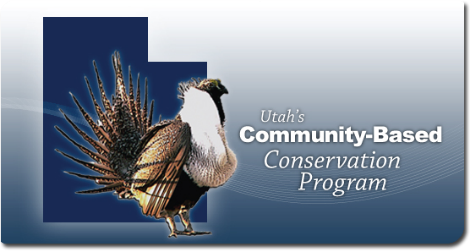 Utah's
Community-Based
Conservation
Program